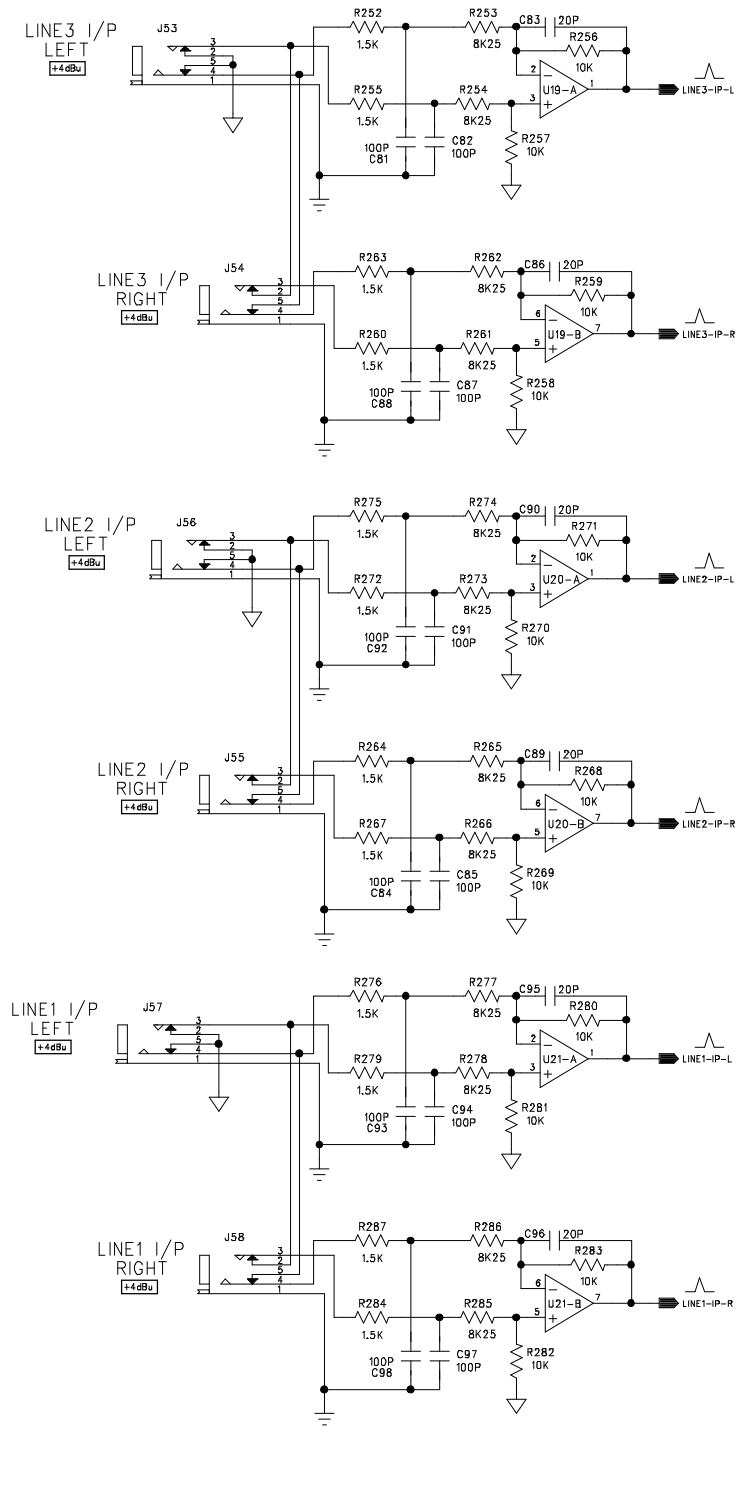 J53
LINE3 I/P
LEFT
+4dBu
3
2
5
4
1
R252
1.5K
R253
8K25
C83
20P
R256
10K
2
3
1
U19-A
LINE3-IP-L
R255
1.5K
R254
8K25
100P
C81
C82
100P
R257
10K
J54
LINE3 I/P
RIGHT
+4dBu
3
2
5
4
1
R263
1.5K
R262
8K25
C86
20P
R259
10K
6
5
7
U19-B
LINE3-IP-R
R260
1.5K
R261
8K25
100P
C88
C87
100P
R258
10K
J56
LINE2 I/P
LEFT
+4dBu
3
2
5
4
1
R275
1.5K
R274
8K25
C90
20P
R271
10K
2
3
1
U20-A
LINE2-IP-L
R272
1.5K
R273
8K25
100P
C92
C91
100P
R270
10K
J55
LINE2 I/P
RIGHT
+4dBu
3
2
5
4
1
R264
1.5K
R265
8K25
C89
20P
R268
10K
6
5
7
U20-B
LINE2-IP-R
R267
1.5K
R266
8K25
100P
C84
C85
100P
R269
10K
J57
LINE1 I/P
LEFT
+4dBu
3
2
5
4
1
R276
1.5K
R277
8K25
C95
20P
R280
10K
2
3
1
U21-A
LINE1-IP-L
R279
1.5K
R278
8K25
100P
C93
C94
100P
R281
10K
J58
LINE1 I/P
RIGHT
+4dBu
3
2
5
4
1
R287
1.5K
R286
8K25
C96
20P
R283
10K
6
5
7
U21-B
LINE1-IP-R
R284
1.5K
R285
8K25
100P
C98
C97
100P
R282
10K